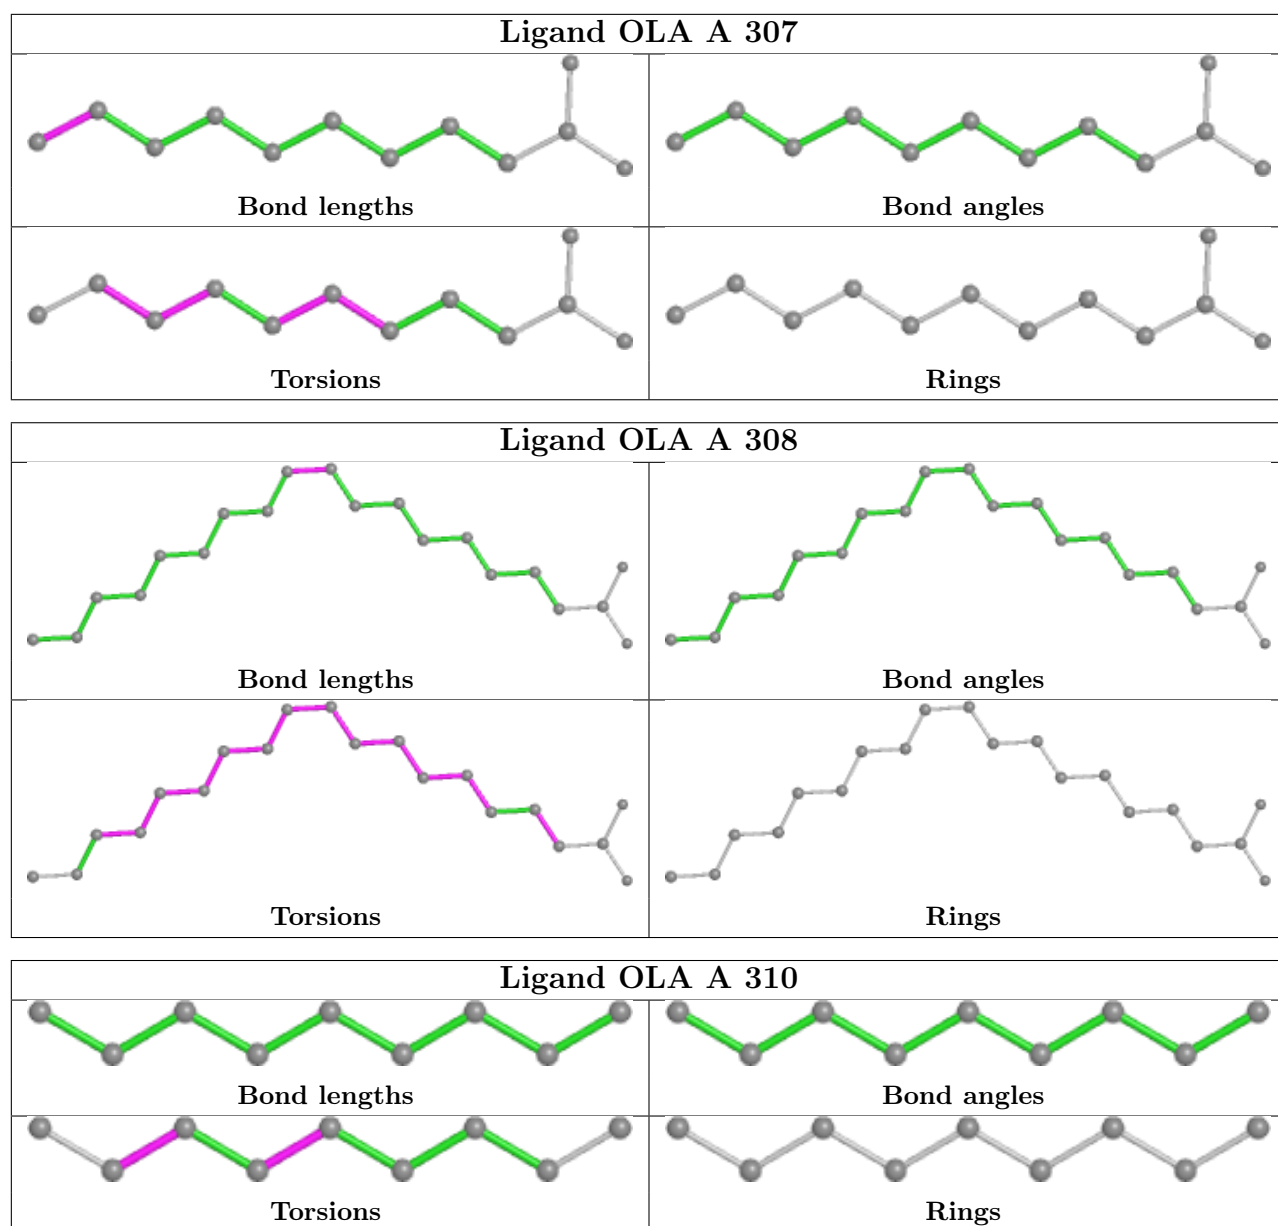 Ligand OLA A 307
Bond lengths
Bond angles
Torsions
Rings
Ligand OLA A 308
Bond lengths
Bond angles
Torsions
Rings
Ligand OLA A 310
Bond lengths
Bond angles
Torsions
Rings